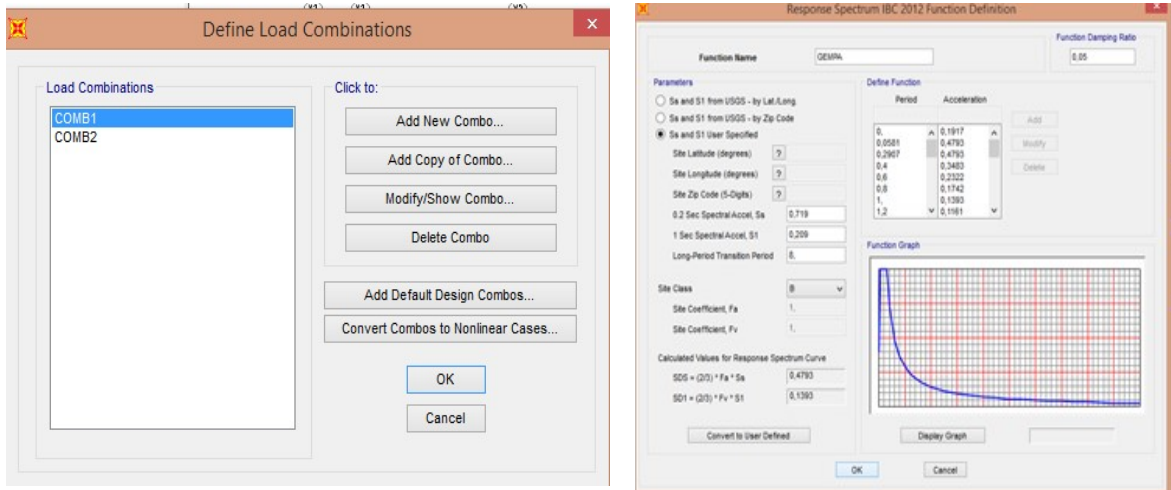 Define Load Combinations
Load Combinations
COMB1
COMB2
Click to:
Add New Combo...
Add Copy of Combo...
Modify/Show Combo...
Delete Combo
Add Default Design Combos...
Convert Combos to Nonlinear Cases...
OK
Cancel
Response Spectrum IBC 2012 Function Definition
Function Name GEMPA
Function Damping Ratio
0,05
Parameters
Ss and S1 from USGS - by Lat./Long.
Ss and S1 from USGS - by Zip Code
Ss and S1 User Specified
Site Latitude (degrees) ?
Site Longitude (degrees) ?
Site Zip Code (5-Digits) ?
0.2 Sec Spectral Accel, Ss 0,719
1 Sec Spectral Accel, S1 0,209
Long-Period Transition Period 8,
Site Class B
Site Coefficient, Fa 1,
Site Coefficient, Fv 1,
Calculated Values for Response Spectrum Curve
SDS = (2/3) * Fa * Ss 0,4793
SD1 = (2/3) * Fv * S1 0,1393
Convert to User Defined
Define Function
Period Acceleration
0, 0,1917
0,0581 0,4793
0,2907 0,4793
0,4 0,3483
0,6 0,2322
0,8 0,1742
1, 0,1393
1,2 0,1161
Add
Modify
Delete
Function Graph
Display Graph
OK
Cancel